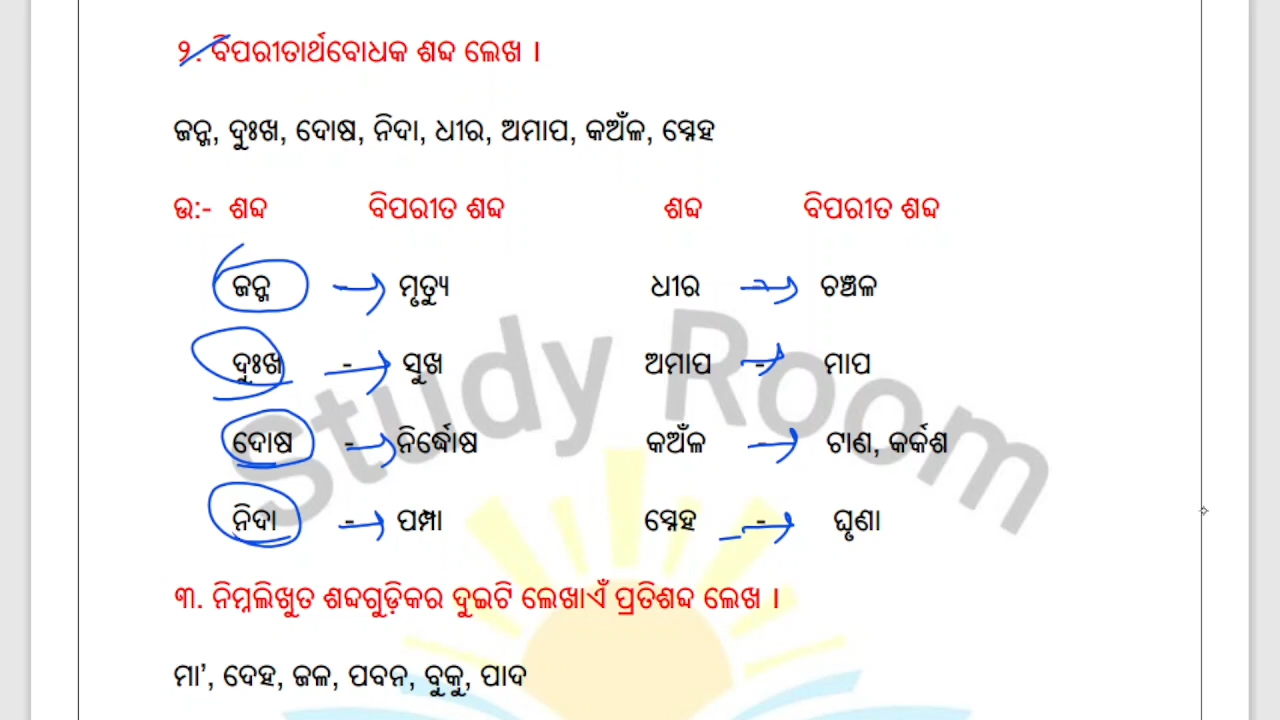 ୨. ବିପରୀତାର୍ଥବୋଧକ ଶବ୍ଦ ଲେଖ ।
ଜନ୍ମ, ଦୁଃଖ, ଦୋଷ, ନିଦା, ଧୀର, ଅମାପ, କଅଁଳ, ସ୍ନେହ
ଉ:- ଶବ୍ଦ ବିପରୀତ ଶବ୍ଦ ଶବ୍ଦ ବିପରୀତ ଶବ୍ଦ
ଜନ୍ମ - ମୃତ୍ୟୁ ଧୀର - ଚଞ୍ଚଳ
ଦୁଃଖ - ସୁଖ ଅମାପ - ମାପ
ଦୋଷ - ନିର୍ଦ୍ଧୋଷ କଅଁଳ - ଟାଣ, କର୍କଶ
ନିଦା - ପମ୍ପା ସ୍ନେହ - ଘୃଣା
୩. ନିମ୍ନଲିଖୁତ ଶବ୍ଦଗୁଡ଼ିକର ଦୁଇଟି ଲେଖାଏଁ ପ୍ରତିଶବ୍ଦ ଲେଖ ।
ମା’, ଦେହ, ଜଳ, ପବନ, ବୁକୁ, ପାଦ
Study Room